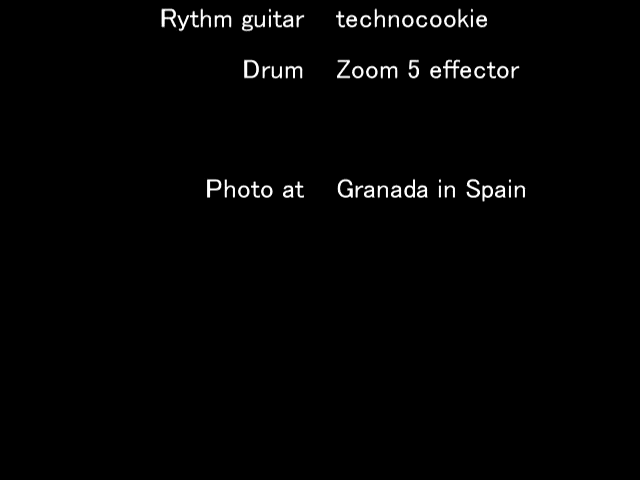 Rythm guitar technocookie
Drum Zoom 5 effector
Photo at Granada in Spain